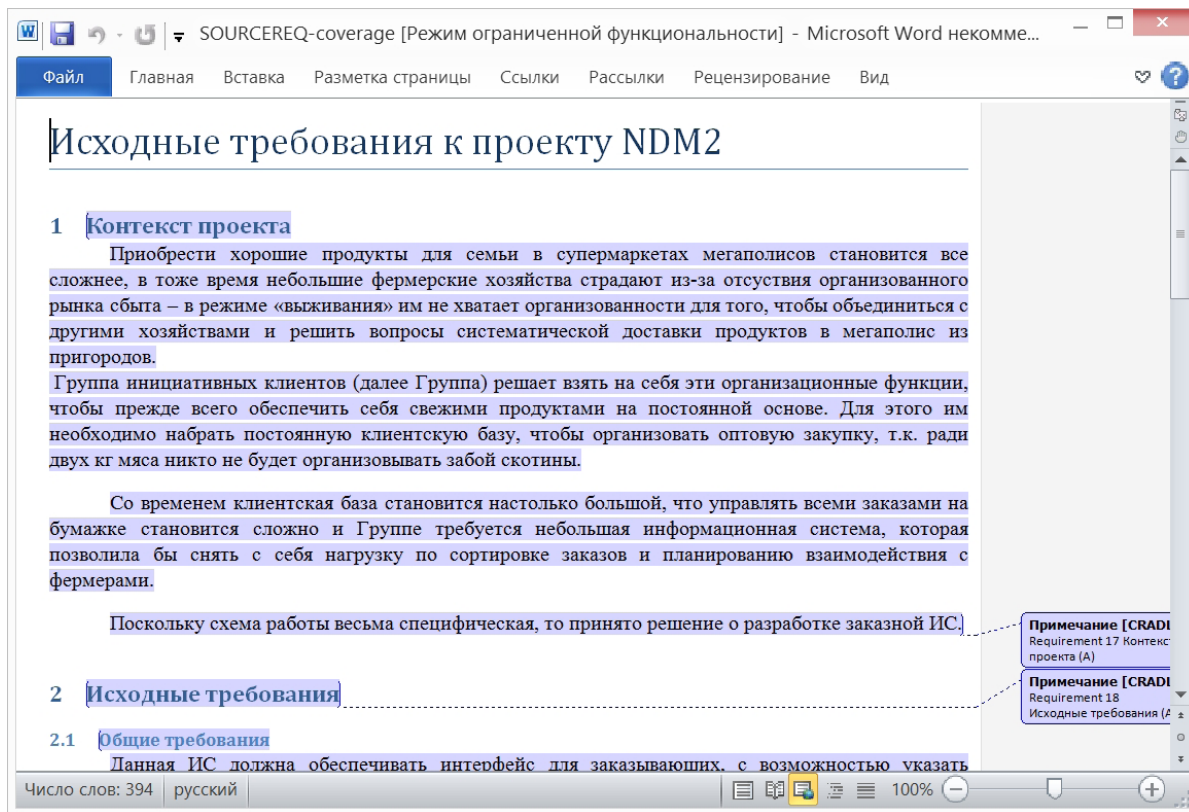 SOURCEREQ-coverage [Режим ограниченной функциональности] - Microsoft Word некомме...
Файл Главная Вставка Разметка страницы Ссылки Рассылки Рецензирование Вид
Исходные требования к проекту NDM2
1 Контекст проекта
Приобрести хорошие продукты для семьи в супермаркетах мегаполисов становится все
сложнее, в тоже время небольшие фермерские хозяйства страдают из-за отсуствия организованного
рынка сбыта – в режиме «выживания» им не хватает организованности для того, чтобы объединиться с
другими хозяйствами и решить вопросы систематической доставки продуктов в мегаполис из
пригородов.
Группа инициативных клиентов (далее Группа) решает взять на себя эти организационные функции,
чтобы прежде всего обеспечить себя свежими продуктами на постоянной основе. Для этого им
необходимо набрать постоянную клиентскую базу, чтобы организовать оптовую закупку, т.к. ради
двух кг мяса никто не будет организовывать забой скотины.
Со временем клиентская база становится настолько большой, что управлять всеми заказами на
бумажке становится сложно и Группе требуется небольшая информационная система, которая
позволила бы снять с себя нагрузку по сортировке заказов и планированию взаимодействия с
фермерами.
Поскольку схема работы весьма специфическая, то принято решение о разработке заказной ИС.
Примечание [CRADL
Requirement 17 Контекс
проекта (A)
2 Исходные требования
Примечание [CRADL
Requirement 18
Исходные требования (A
2.1 Общие требования
Данная ИС должна обеспечивать интерфейс для заказывающих, с возможностью указать
Число слов: 394 русский 100%